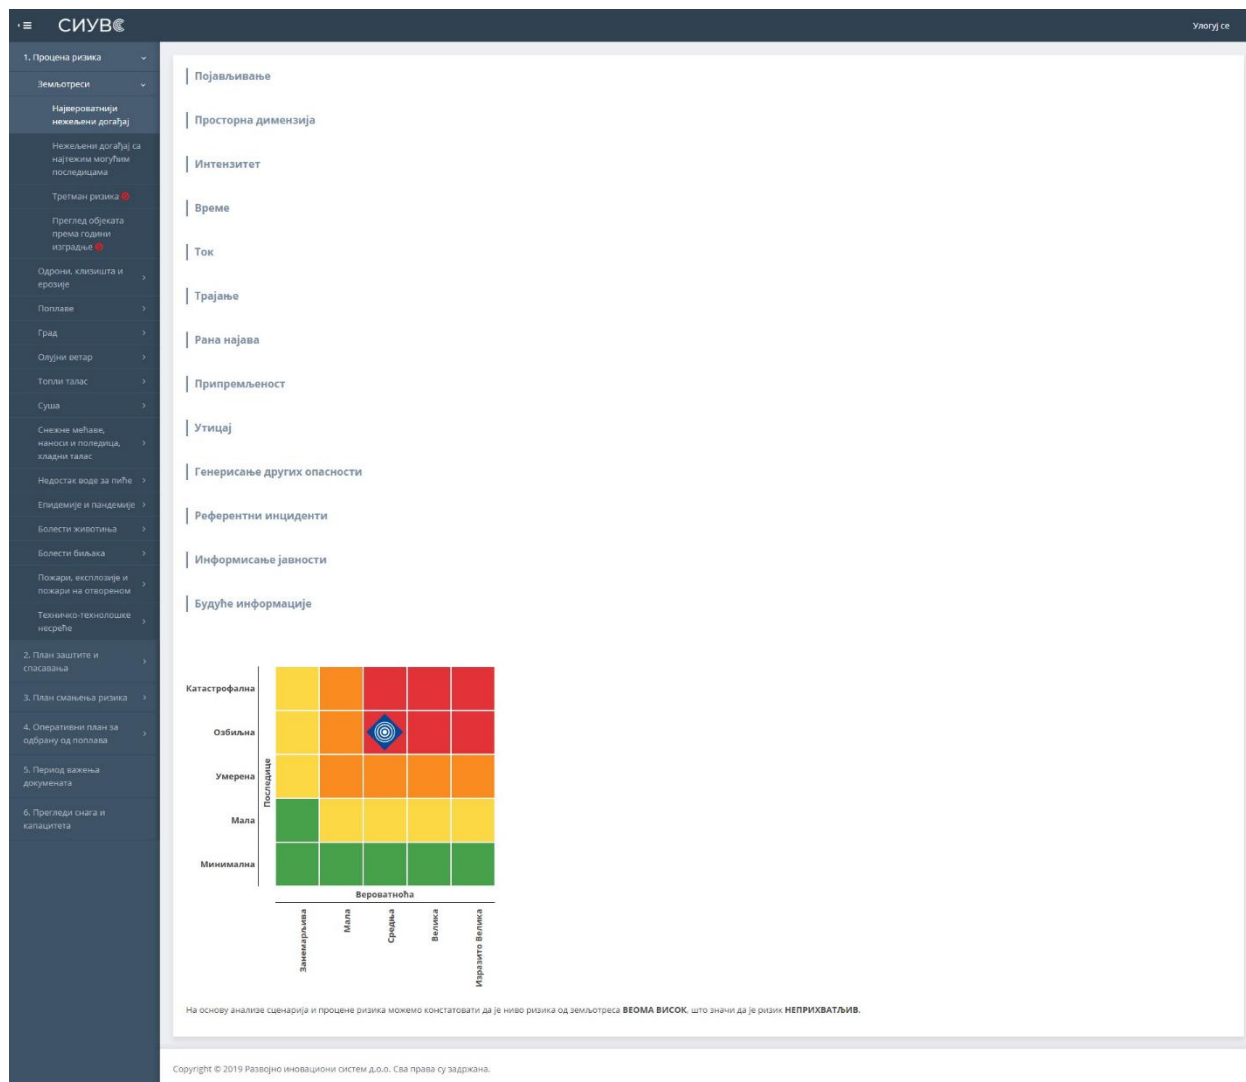 СИУВС
Улогуј се
1. Процена ризика
Земљотреси
Највероватнији
нежељени догађај
Нежељени догађај са
најтежим могућим
последицама
Третман ризика
Преглед објеката
према години
изградње
Одрони, клизишта и
ерозије
Поплаве
Град
Олујни ветар
Топли талас
Суша
Снежне мећаве,
наноси и поледица,
хладни талас
Недостак воде за пиће
Епидемије и пандемије
Болести животиња
Болести биљака
Пожари, експлозије и
пожари на отвореном
Техничко-технолошке
несреће
2. План заштите и
спасавања
3. План смањења ризика
4. Оперативни план за
одбрану од поплава
5. Период важења
докумената
6. Прегледи снага и
капацитета
Појављивање
Просторна димензија
Интензитет
Време
Ток
Трајање
Рана најава
Припремљеност
Утицај
Генерисање других опасности
Референтни инциденти
Информисање јавности
Будуће информације
Катастрофална
Озбиљна
Умерена
Мала
Минимална
Последице
Вероватноћа
Занемарљива
Мала
Средња
Велика
Изразито Велика
На основу анализе сценарија и процене ризика можемо констатовати да је ниво ризика од земљотреса ВЕОМА ВИСОК, што значи да је ризик НЕПРИХВАТЉИВ.
Copyright © 2019 Развојно иновациони систем д.о.о. Сва права су задржана.